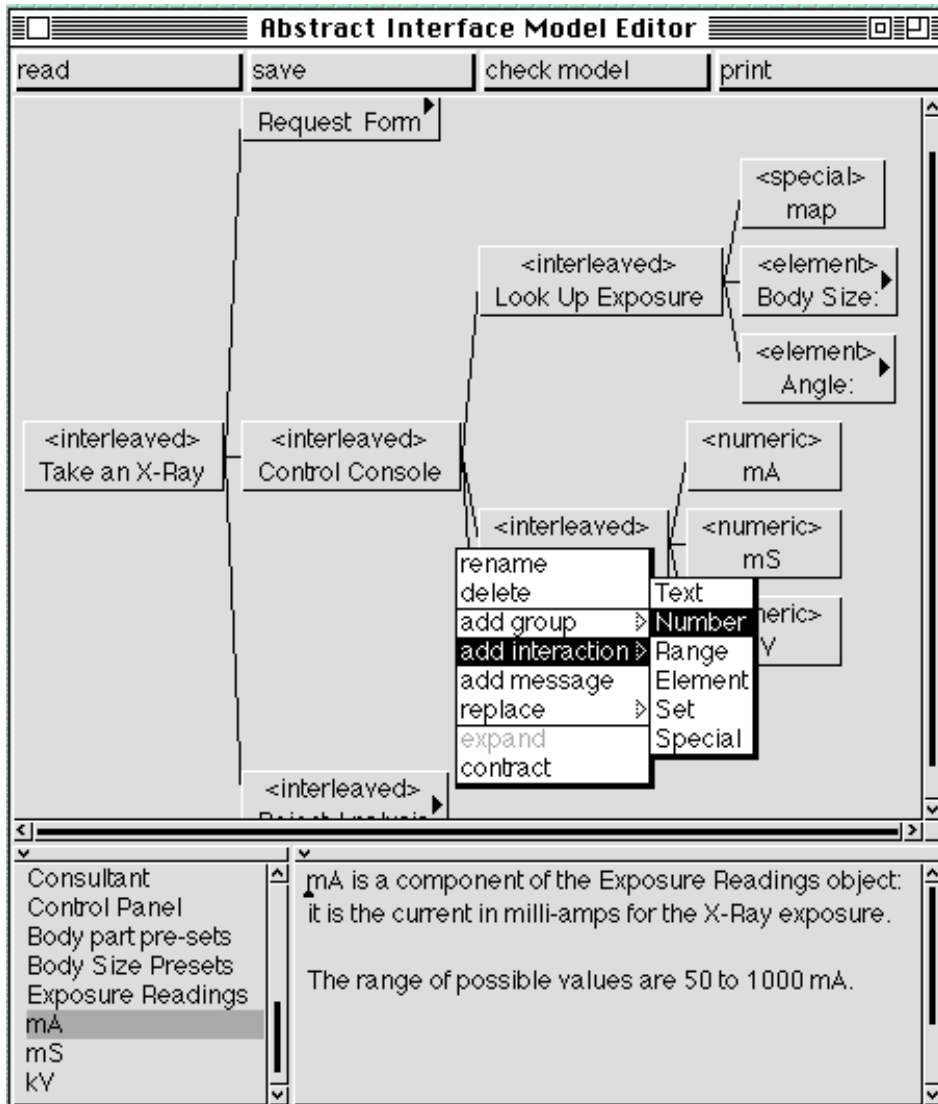 Abstract Interface Model Editor
read
save
check model
print
Request Form
<special>
map
<interleaved>
Look Up Exposure
<element>
Body Size:
<element>
Angle:
<interleaved>
Take an X-Ray
<interleaved>
Control Console
<numeric>
mA
<interleaved>
<numeric>
mS
rename
delete
add group
add interaction
add message
replace
expand
contract
Text
Number
Range
Element
Set
Special
<interleaved>
Consultant
Control Panel
Body part pre-sets
Body Size Presets
Exposure Readings
mA
mS
kV
mA is a component of the Exposure Readings object:
it is the current in milli-amps for the X-Ray exposure.
The range of possible values are 50 to 1000 mA.